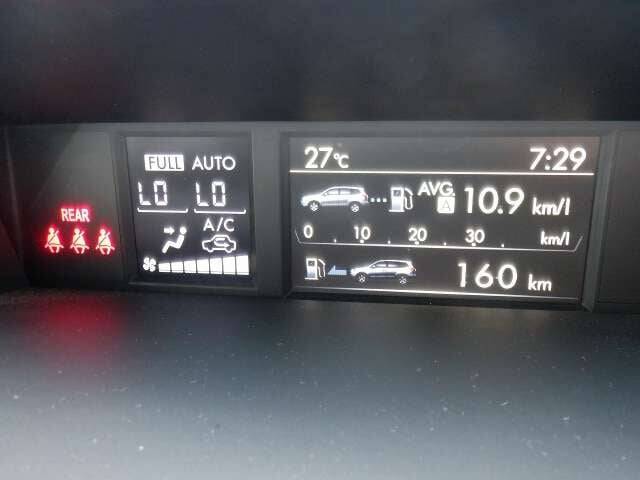 REAR
FULL AUTO
LO LO
A/C
27°C 7:29
AVG. A 10.9 km/l
0 10 20 30 km/l
160 km